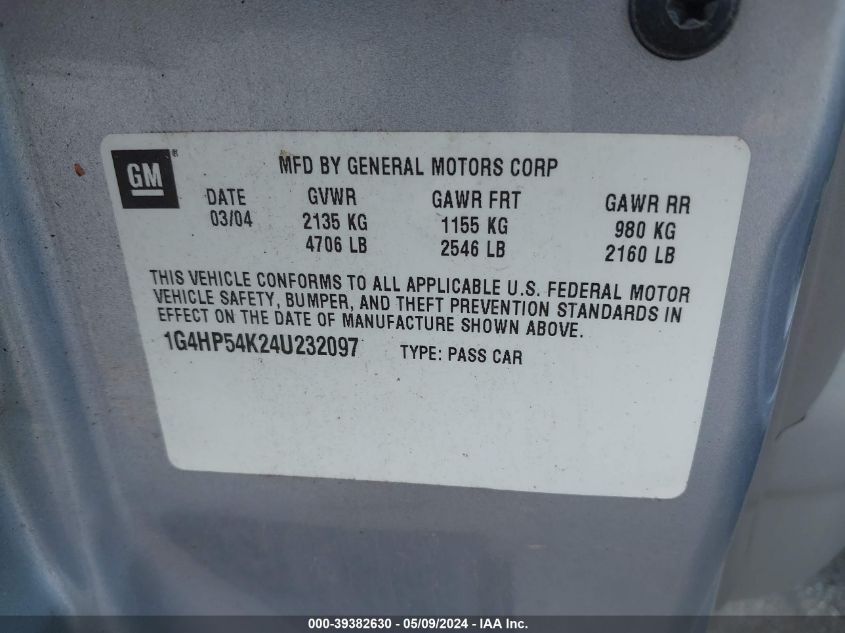 GM®
MFD BY GENERAL MOTORS CORP
DATE GVWR GAWR FRT GAWR RR
03/04 2135 KG 1155 KG 980 KG
4706 LB 2546 LB 2160 LB
THIS VEHICLE CONFORMS TO ALL APPLICABLE U.S. FEDERAL MOTOR
VEHICLE SAFETY, BUMPER, AND THEFT PREVENTION STANDARDS IN
EFFECT ON THE DATE OF MANUFACTURE SHOWN ABOVE.
1G4HP54K24U232097 TYPE: PASS CAR
000-39382630 - 05/09/2024 - IAA Inc.